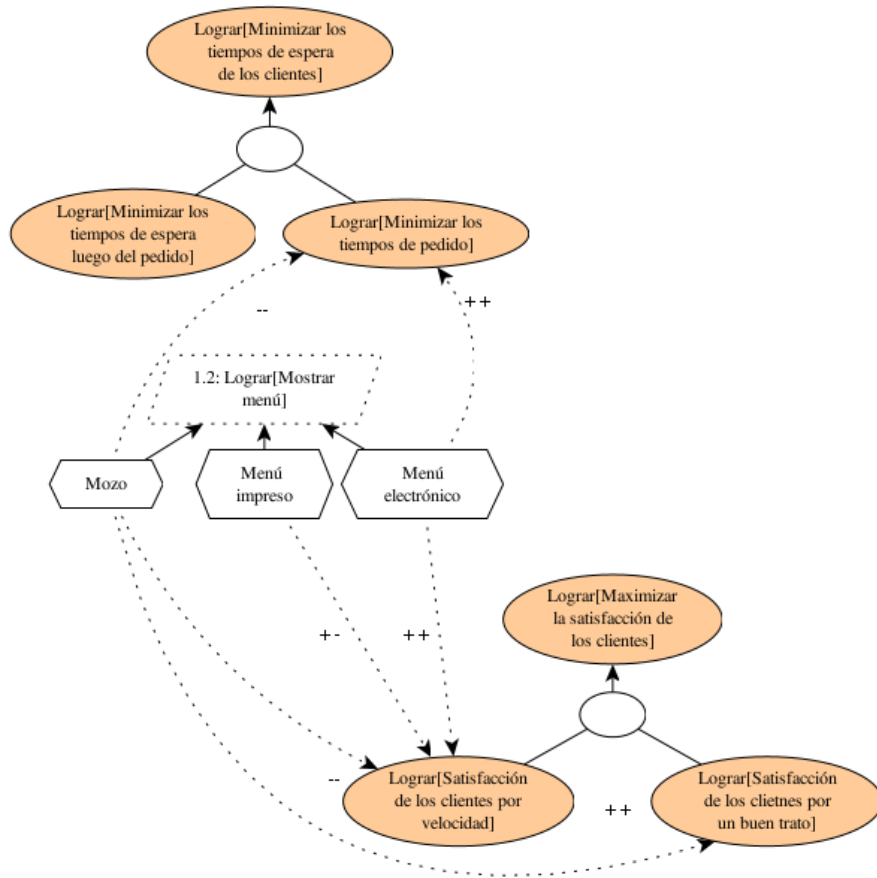 Lograr[Minimizar los
tiempos de espera
de los clientes]
Lograr[Minimizar los
tiempos de espera
luego del pedido]
Lograr[Minimizar los
tiempos de pedido]
--
++
1.2: Lograr[Mostrar
menú]
Mozo
Menú
impreso
Menú
electrónico
Lograr[Maximizar
la satisfacción de
los clientes]
+-
++
--
Lograr[Satisfacción
de los clientes por
velocidad]
++
Lograr[Satisfacción
de los clietnes por
un buen trato]